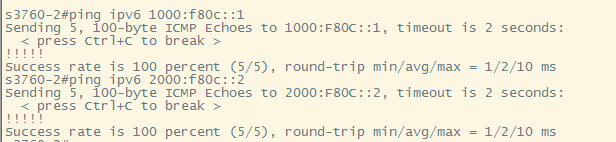 s3760-2#ping ipv6 1000:f80c::1
Sending 5, 100-byte ICMP Echoes to 1000:F80C::1, timeout is 2 seconds:
  < press Ctrl+C to break >
!!!!!
Success rate is 100 percent (5/5), round-trip min/avg/max = 1/2/10 ms
s3760-2#ping ipv6 2000:f80c::2
Sending 5, 100-byte ICMP Echoes to 2000:F80C::2, timeout is 2 seconds:
  < press Ctrl+C to break >
!!!!!
Success rate is 100 percent (5/5), round-trip min/avg/max = 1/2/10 ms
s3760-2#